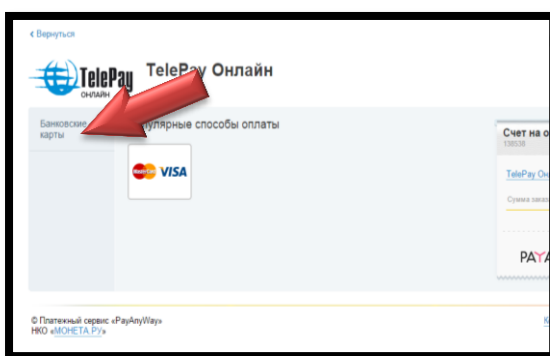 < Вернуться
TelePay
ОНЛАЙН
TelePay Онлайн
Банковские
карты
пулярные способы оплаты
MasterCard VISA
Счет на о
138538
TelePay Он
Сумма заказ
PAYA
© Платежный сервис «PayAnyWay»
НКО «МОНЕТА.РУ»